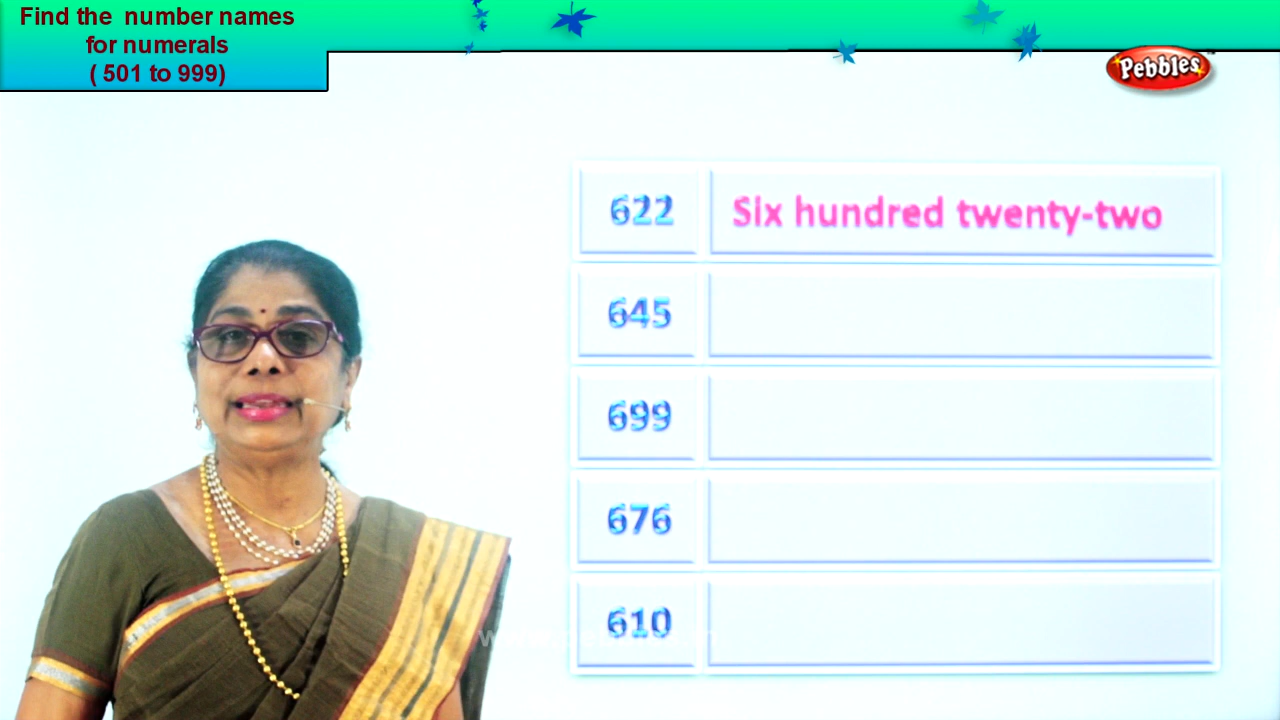 Find the number names
for numerals
( 501 to 999)
Pebbles
622 Six hundred twenty-two
645
699
676
610